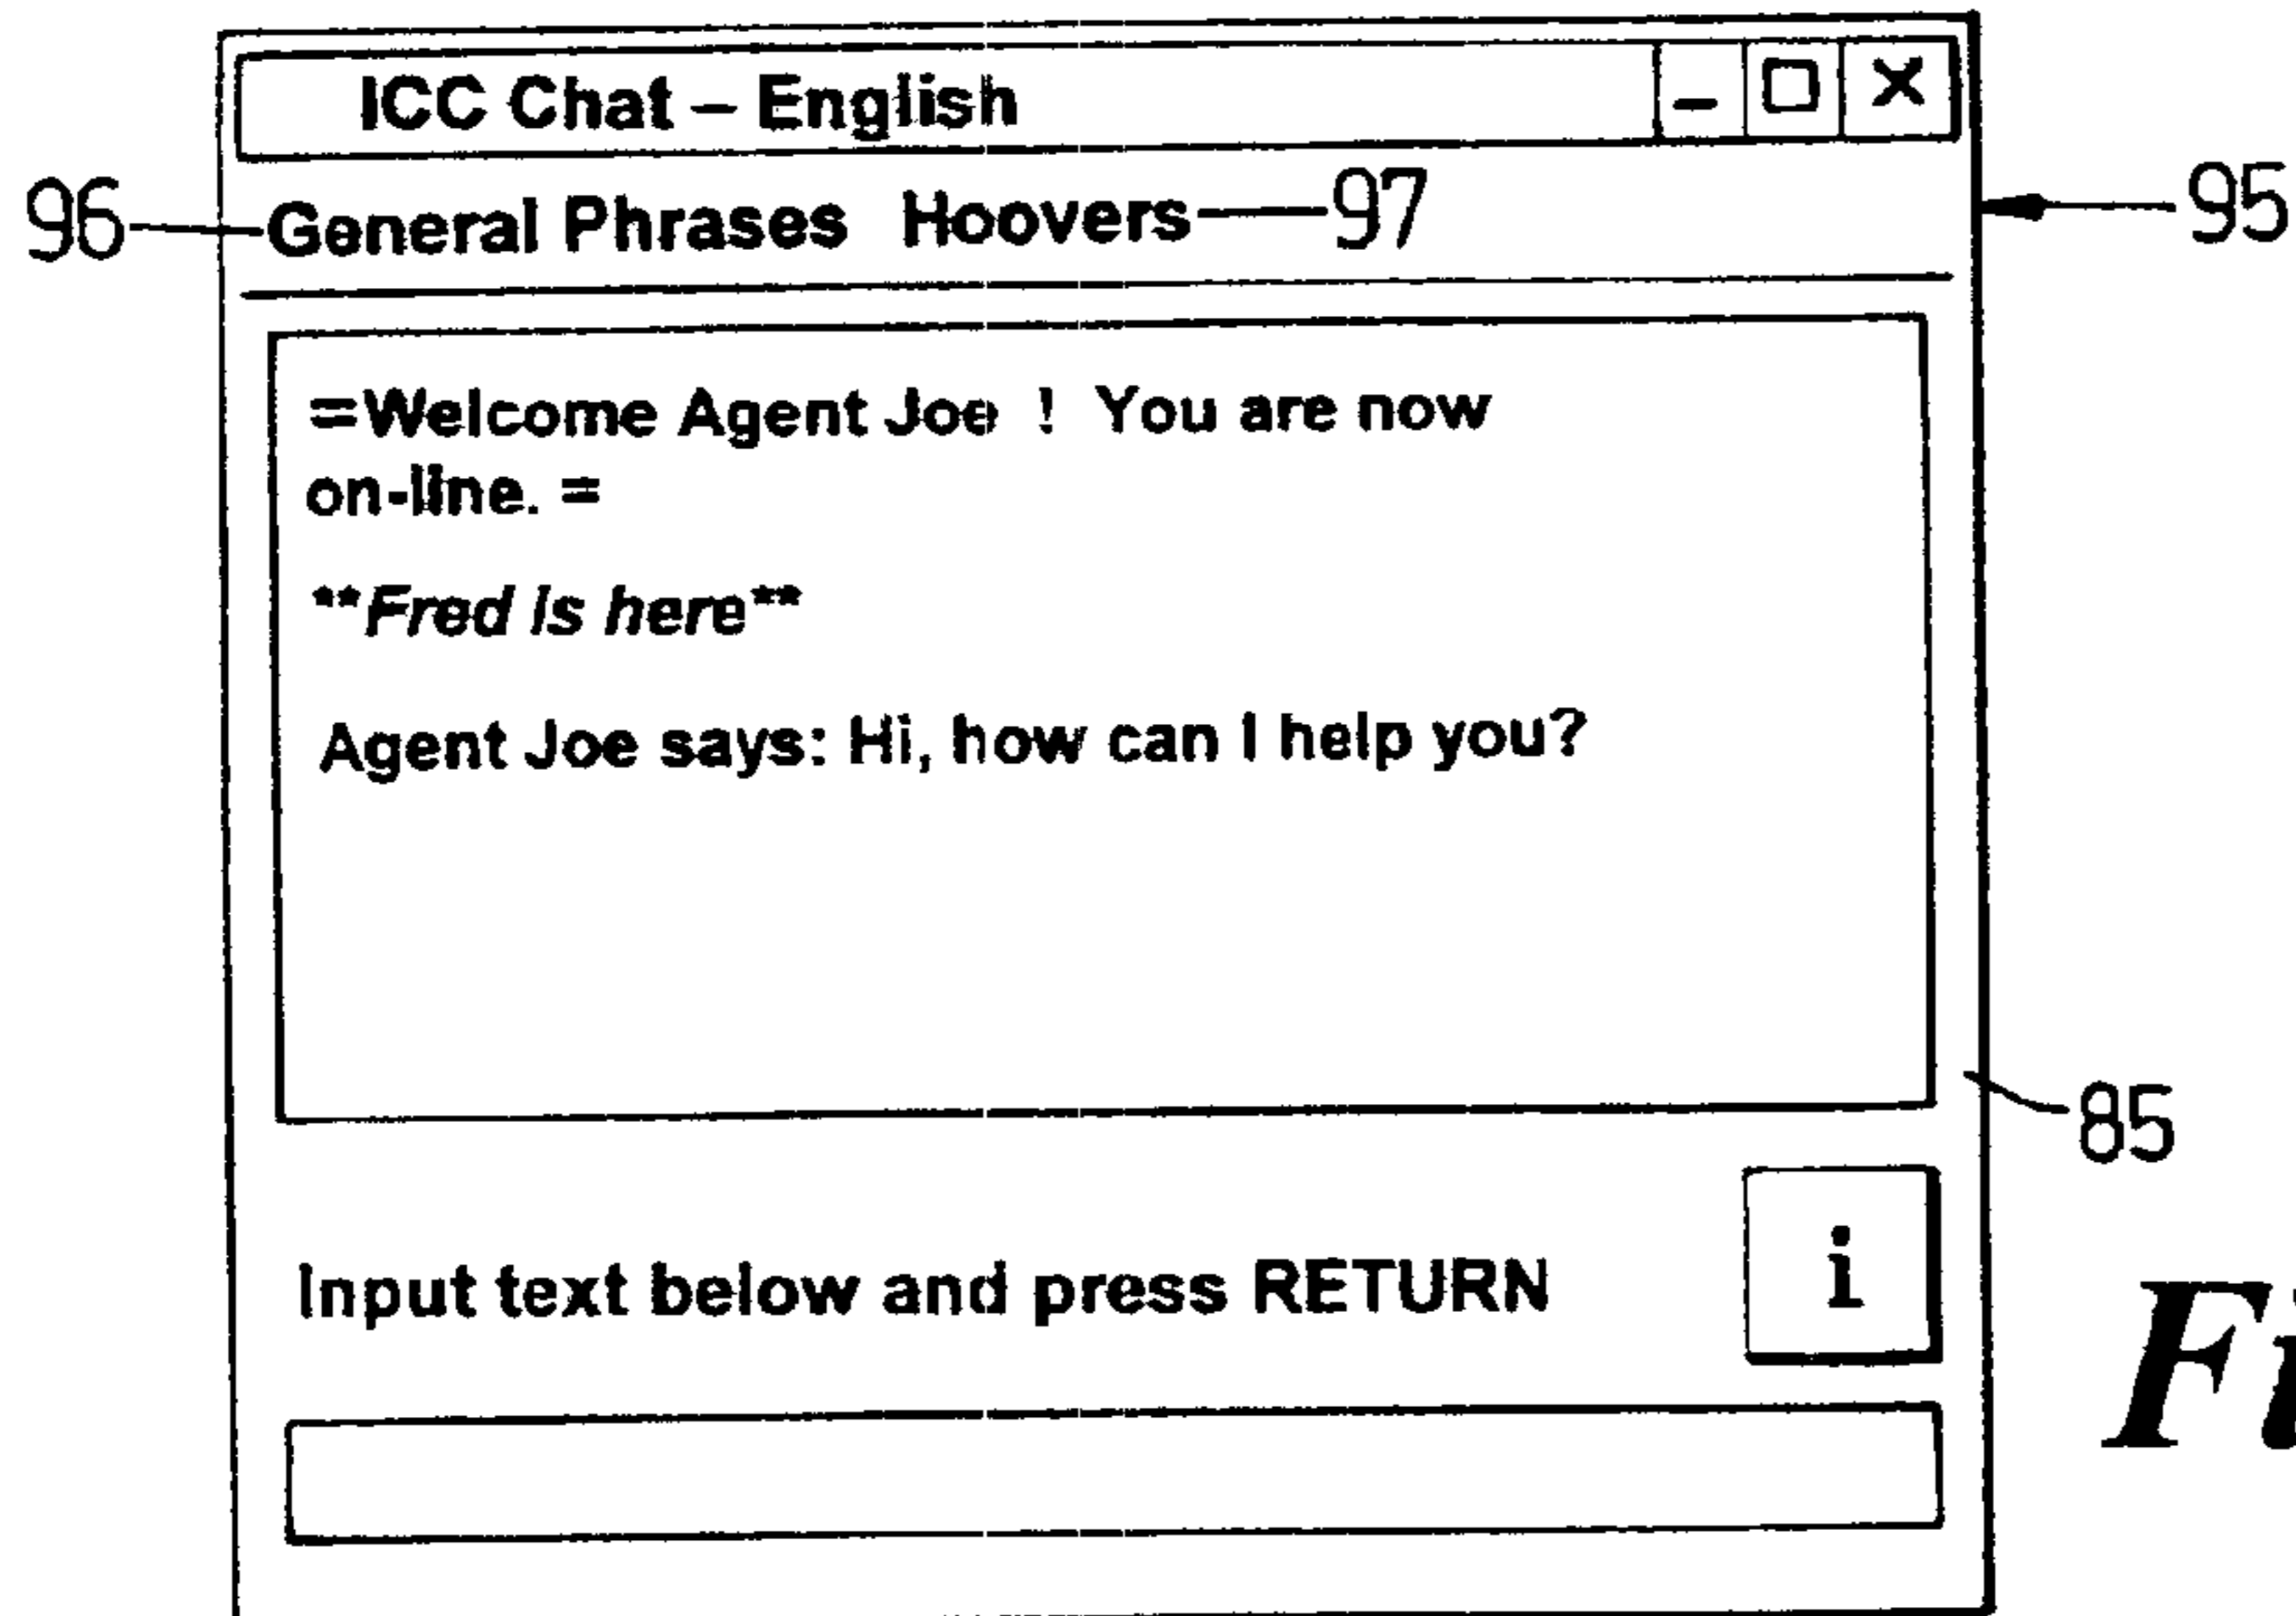 ICC Chat – English
96 General Phrases Hoovers 97 95
=Welcome Agent Joe ! You are now
on-line. =
**Fred is here**
Agent Joe says: Hi, how can I help you?
85
Input text below and press RETURN i